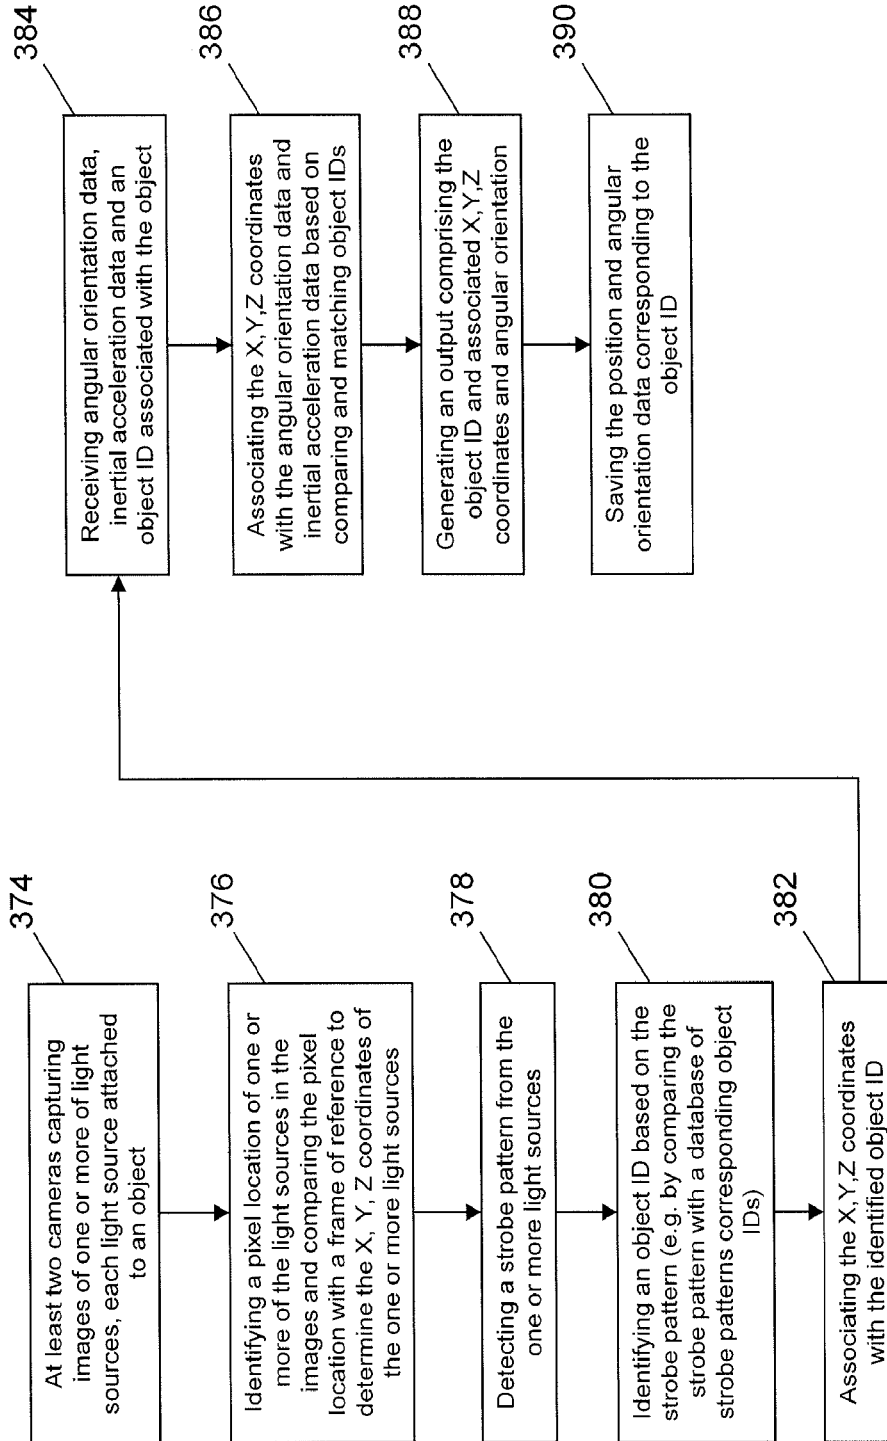 374
At least two cameras capturing
images of one or more of light
sources, each light source attached
to an object
376
Identifying a pixel location of one or
more of the light sources in the
images and comparing the pixel
location with a frame of reference to
determine the X, Y, Z coordinates of
the one or more light sources
378
Detecting a strobe pattern from the
one or more light sources
380
Identifying an object ID based on the
strobe pattern (e.g. by comparing the
strobe pattern with a database of
strobe patterns corresponding object
IDs)
382
Associating the X,Y,Z coordinates
with the identified object ID
384
Receiving angular orientation data,
inertial acceleration data and an
object ID associated with the object
386
Associating the X,Y,Z coordinates
with the angular orientation data and
inertial acceleration data based on
comparing and matching object IDs
388
Generating an output comprising the
object ID and associated X,Y,Z
coordinates and angular orientation
390
Saving the position and angular
orientation data corresponding to the
object ID